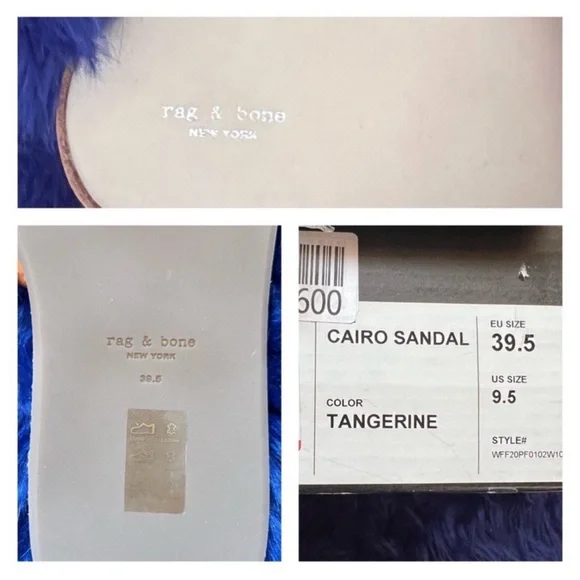 rag & bone
NEW YORK
rag & bone
NEW YORK
39.5
600
CAIRO SANDAL
COLOR
TANGERINE
EU SIZE
39.5
US SIZE
9.5
STYLE#
WFF20PF0102W10